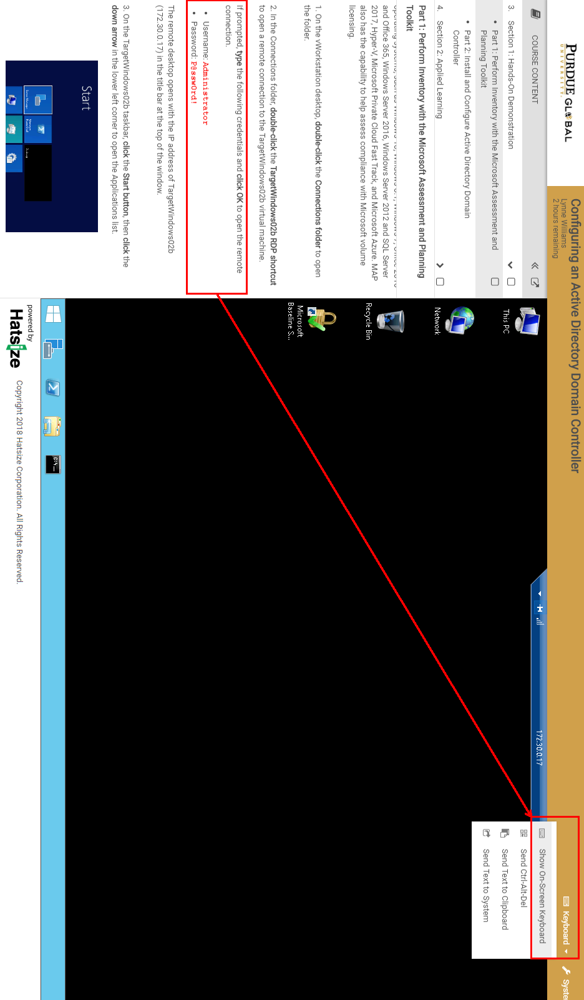 PURDUE GLOBAL
UNIVERSITY.
Configuring an Active Directory Domain Controller
Lynne Williams
2 hours remaining
Keyboard
Show On-Screen Keyboard
Send Ctrl-Alt-Del
Send Text to Clipboard
Send Text to System
COURSE CONTENT
3. Section 1: Hands-On Demonstration
• Part 1: Perform Inventory with the Microsoft Assessment and
Planning Toolkit
• Part 2: Install and Configure Active Directory Domain
Controller
4. Section 2: Applied Learning
Part 1: Perform Inventory with the Microsoft Assessment and Planning
Toolkit
and Office 365, Windows Server 2016, Windows Server 2012 and SQL Server
2017, Hyper-V, Microsoft Private Cloud Fast Track, and Microsoft Azure. MAP
also has the capability to help assess compliance with Microsoft volume
licensing.
1. On the vWorkstation desktop, double-click the Connections folder to open
the folder.
2. In the Connections folder, double-click the TargetWindows02b RDP shortcut
to open a remote connection to the TargetWindows02b virtual machine.
If prompted, type the following credentials and click OK to open the remote
connection.
• Username: Administrator
• Password: P@ssw0rd!
The remote desktop opens with the IP address of TargetWindows02b
(172.30.0.17) in the title bar at the top of the window.
3. On the TargetWindows02b taskbar, click the Start button, then click the
down arrow in the lower left corner to open the Applications list.
Start
172.30.0.17
This PC
Network
Recycle Bin
Microsoft
Baseline S...
powered by
Hatsize
Copyright 2018 Hatsize Corporation. All Rights Reserved.